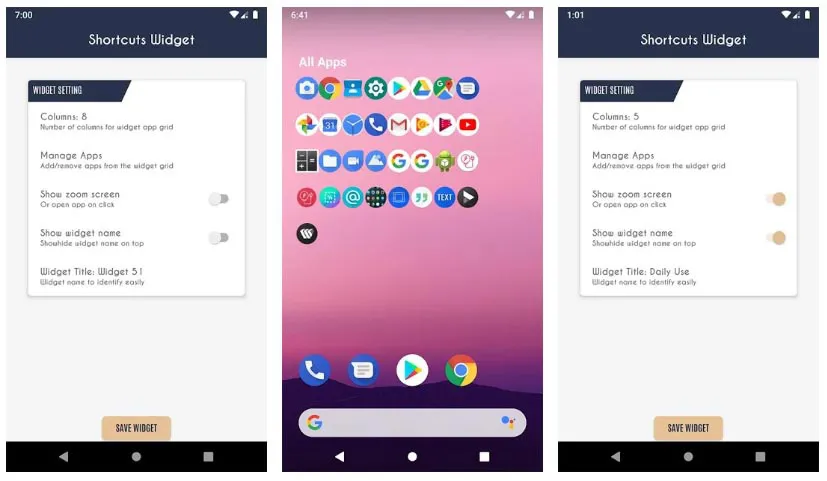 7:00
Shortcuts Widget
WIDGET SETTING
Columns: 8
Number of columns for widget app grid
Manage Apps
Add/remove apps from the widget grid
Show zoom screen
Or open app on click
Show widget name
Showhide widget name on top
Widget Title: Widget 51
Widget name to identify easily
SAVE WIDGET
6:41
All Apps
31
TEXT
1:01
Shortcuts Widget
WIDGET SETTING
Columns: 5
Number of columns for widget app grid
Manage Apps
Add/remove apps from the widget grid
Show zoom screen
Or open app on click
Show widget name
Showhide widget name on top
Widget Title: Daily Use
Widget name to identify easily
SAVE WIDGET